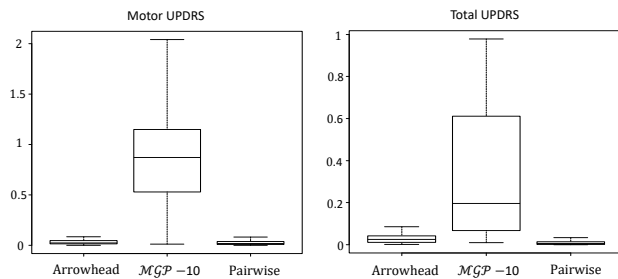 Motor UPDRS
2
1.5
1
0.5
0
Arrowhead 𝓜𝓖𝓟 −10 Pairwise
Total UPDRS
1
0.8
0.6
0.4
0.2
0
Arrowhead 𝓜𝓖𝓟 −10 Pairwise